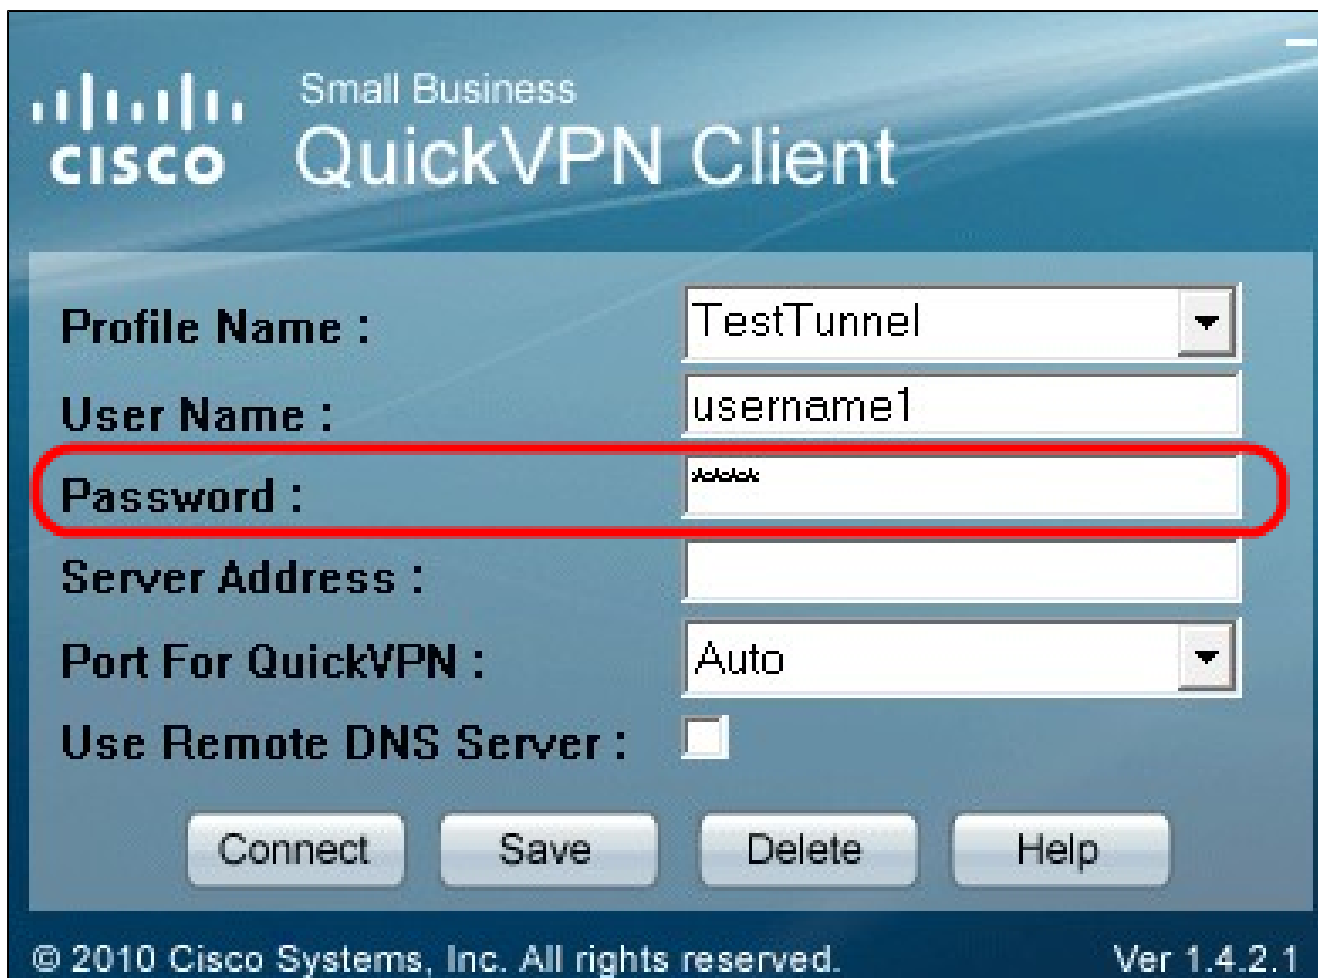 Small Business
CISCO QuickVPN Client
Profile Name : TestTunnel
User Name : username1
Password : ****
Server Address :
Port For QuickVPN : Auto
Use Remote DNS Server :
Connect Save Delete Help
© 2010 Cisco Systems, Inc. All rights reserved. Ver 1.4.2.1